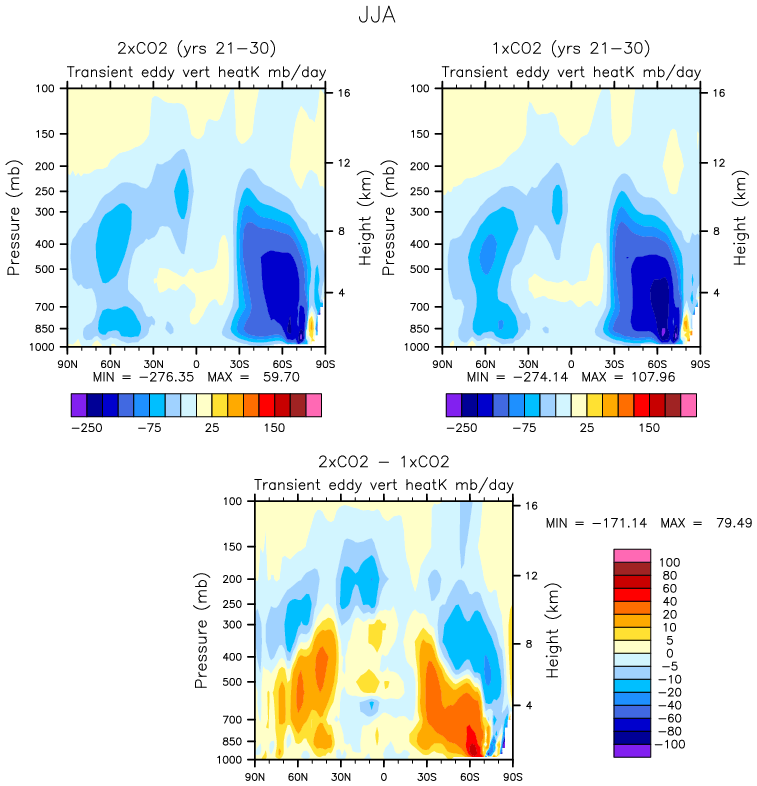 JJA
2xCO2 (yrs 21-30)
Transient eddy vert heatK mb/day
100
150
200
250
300
400
500
700
850
1000
Pressure (mb)
16
12
8
4
Height (km)
90N 60N 30N 0 30S 60S 90S
MIN = -276.35 MAX = 59.70
-250 -75 25 150
1xCO2 (yrs 21-30)
Transient eddy vert heatK mb/day
100
150
200
250
300
400
500
700
850
1000
Pressure (mb)
16
12
8
4
Height (km)
90N 60N 30N 0 30S 60S 90S
MIN = -274.14 MAX = 107.96
-250 -75 25 150
2xCO2 - 1xCO2
Transient eddy vert heatK mb/day
100
150
200
250
300
400
500
700
850
1000
Pressure (mb)
16
12
8
4
Height (km)
90N 60N 30N 0 30S 60S 90S
MIN = -171.14 MAX = 79.49
100
80
60
40
20
10
5
0
-5
-10
-20
-40
-60
-80
-100